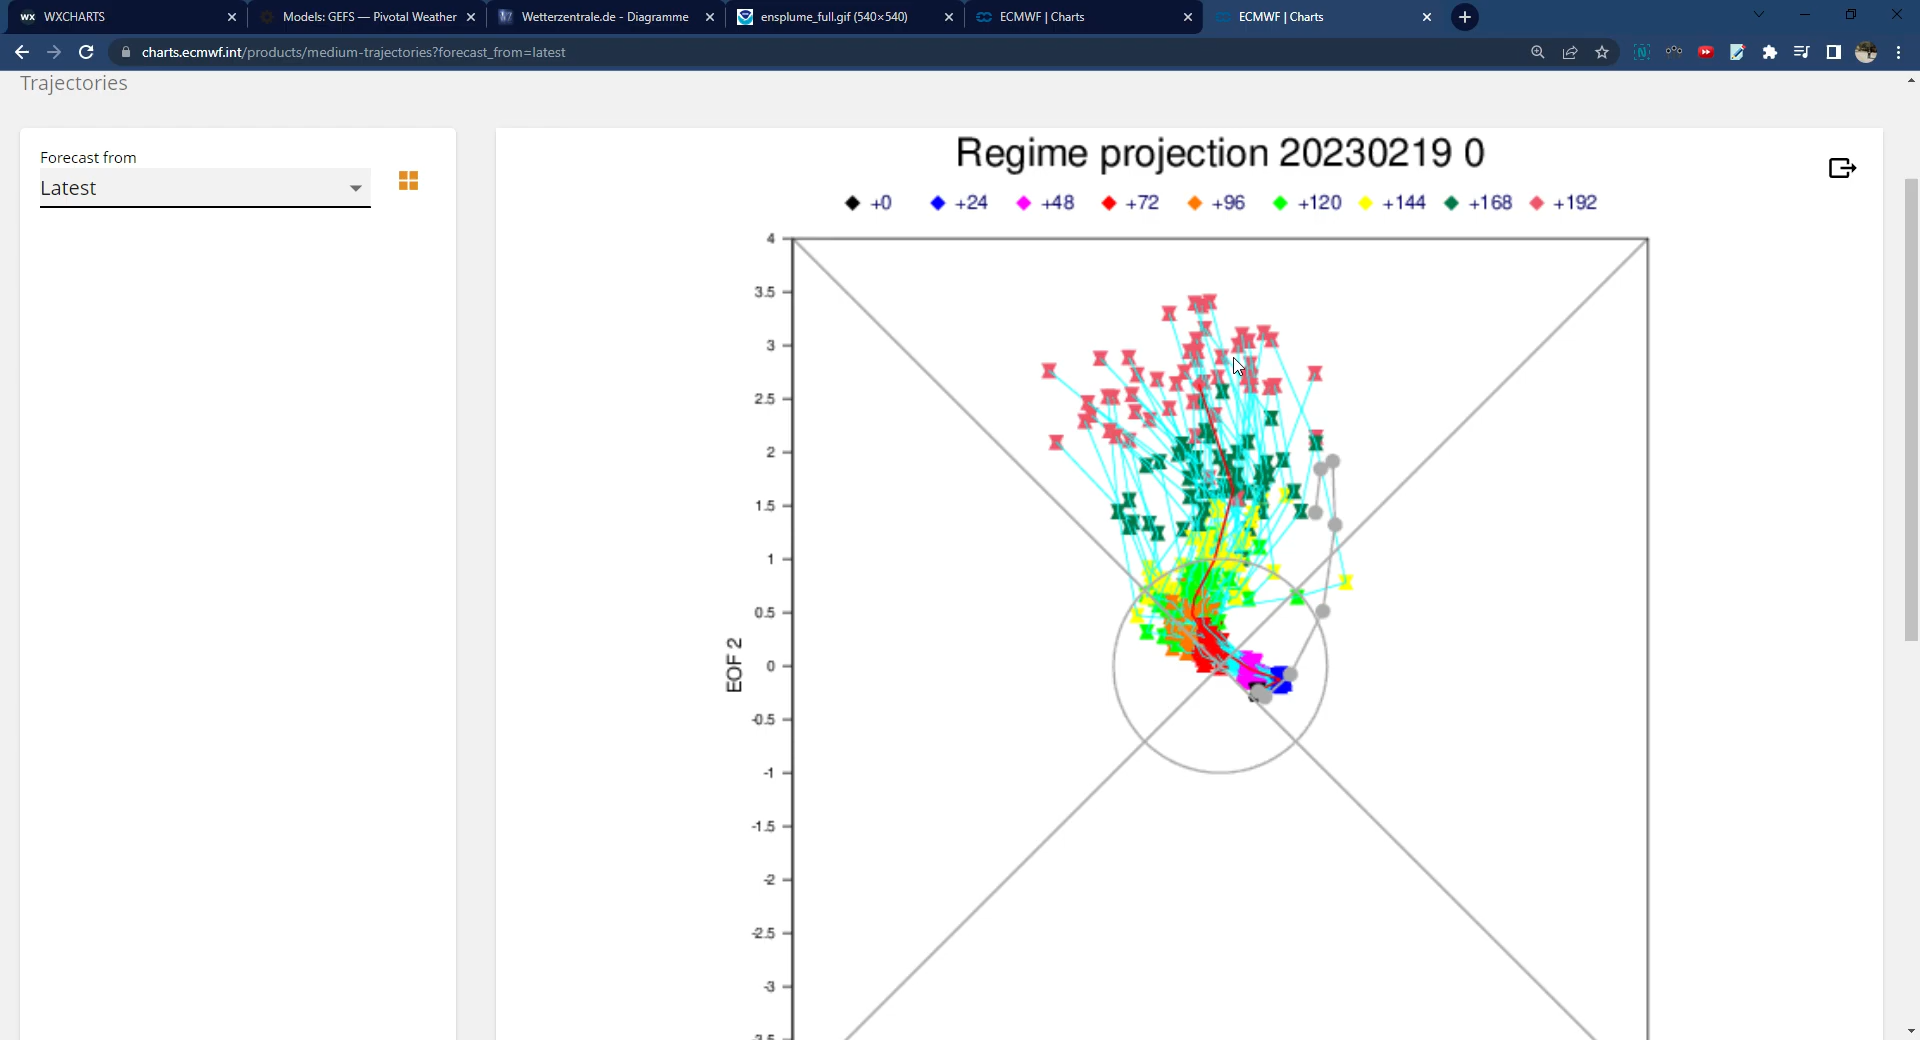 WX WXCHARTS
Models: GEFS — Pivotal Weather
Wetterzentrale.de - Diagramme
ensplume_full.gif (540×540)
ECMWF | Charts
ECMWF | Charts
charts.ecmwf.int/products/medium-trajectories?forecast_from=latest
Trajectories
Forecast from
Latest
Regime projection 20230219 0
+0 +24 +48 +72 +96 +120 +144 +168 +192
4
3.5
3
2.5
2
1.5
1
0.5
EOF 2
0
-0.5
-1
-1.5
-2
-2.5
-3